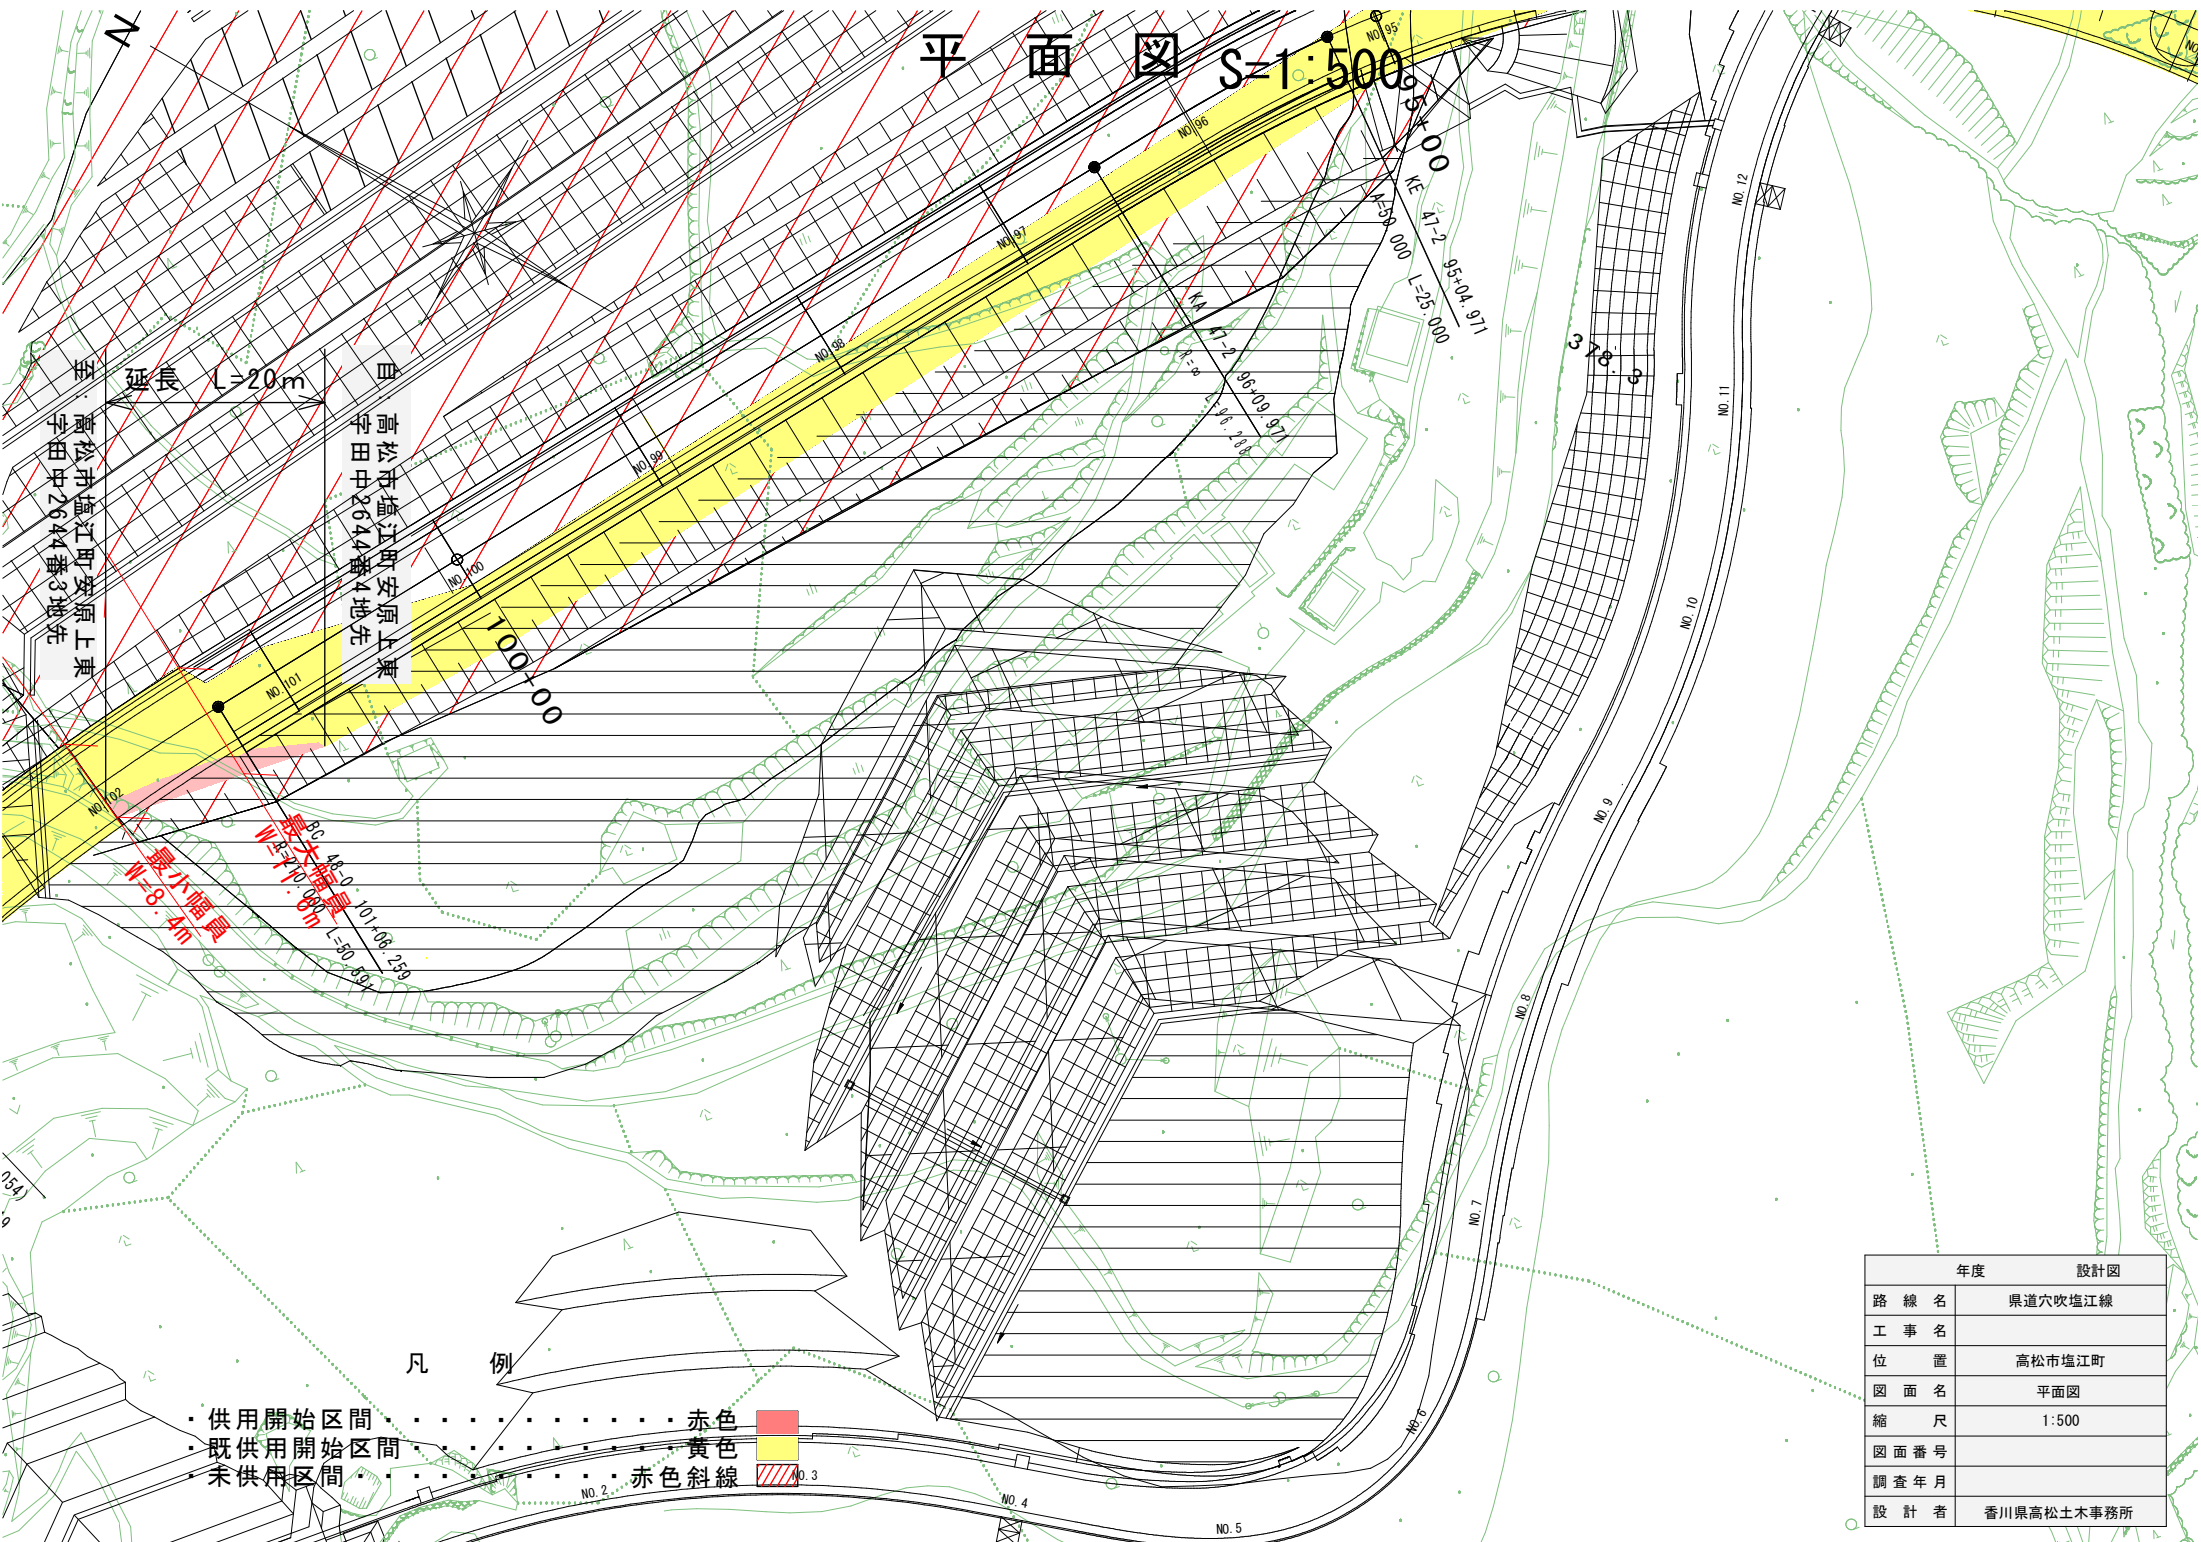 N
平面図 S=1:500
NO.95
NO
95+00
NO.96
KE 47-2 95+04.971
A=50.000 L=25.000
NO.12
NO.97
KA 47-2 96+09.971
R=∞ L=96.288
NO.98
378.3
NO.11
至：高松市塩江町安原上東
字田中2644番3地先
延長 L=20m
自：高松市塩江町安原上東
字田中2644番4地先
NO.99
NO.100
100+00
NO.10
NO.101
NO.102
NO.9
最大幅員
W=11.6m
BC 48-0 101+06.259
R=210.000 L=50.591
最小幅員
W=8.4m
NO.8
054)
9
NO.7
凡例
・供用開始区間・・・・・・・・・・・赤色
・既供用開始区間・・・・・・・・・・黄色
・未供用区間・・・・・・・・・・赤色斜線
NO.2
NO.3
NO.4
NO.5
NO.6
年度 設計図
路線名 県道穴吹塩江線
工事名
位置 高松市塩江町
図面名 平面図
縮尺 1:500
図面番号
調査年月
設計者 香川県高松土木事務所